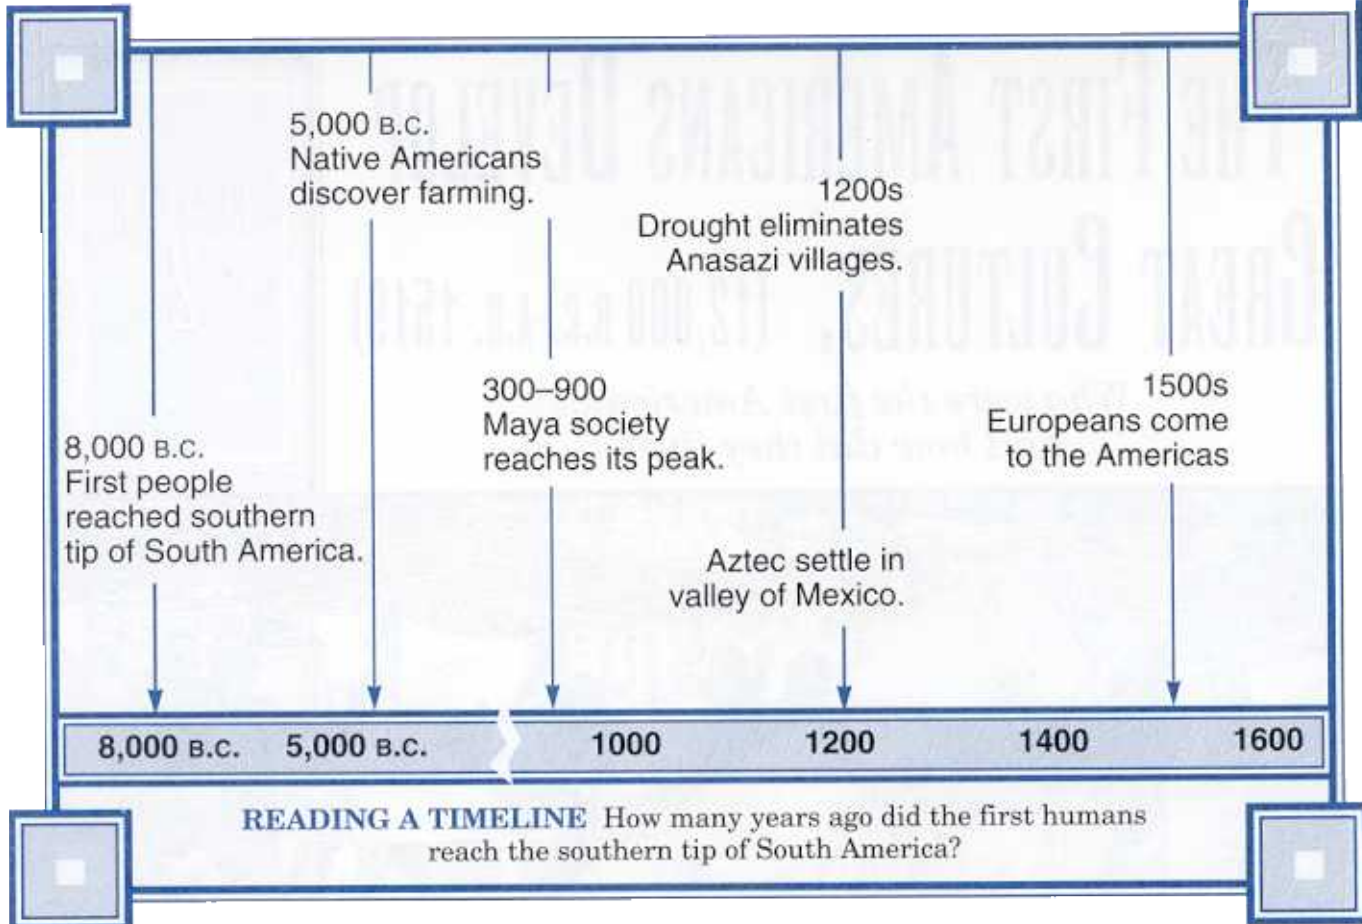 5,000 B.C.
Native Americans
discover farming.
1200s
Drought eliminates
Anasazi villages.
300–900
Maya society
reaches its peak.
1500s
Europeans come
to the Americas
8,000 B.C.
First people
reached southern
tip of South America.
Aztec settle in
valley of Mexico.
8,000 B.C. 5,000 B.C. 1000 1200 1400 1600
READING A TIMELINE How many years ago did the first humans
reach the southern tip of South America?